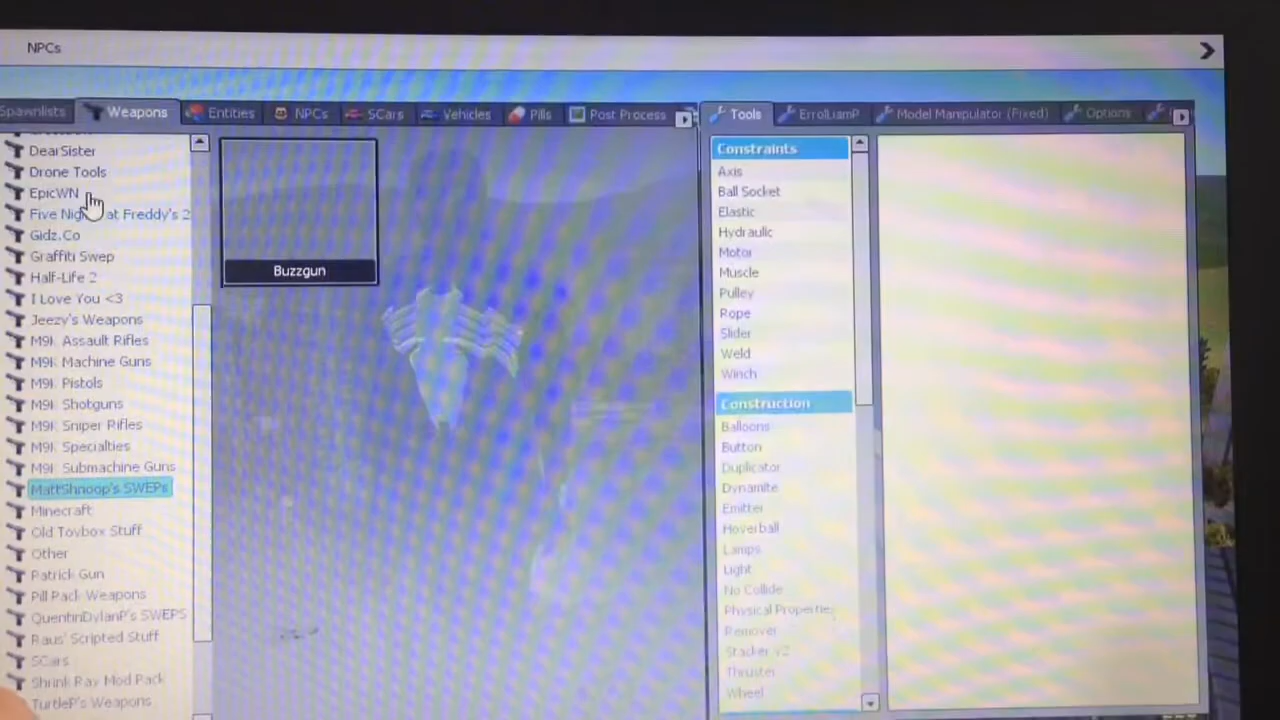 NPCs
Spawnlists
Weapons
Entities
NPCs
SCars
Vehicles
Pills
Post Process
Tools
ErrolLiamP
Model Manipulator (Fixed)
Options
DearSister
Drone Tools
EpicWN
Five Nig at Freddy's 2
Gidz.Co
Graffiti Swep
Half-Life 2
I Love You <3
Jeezy's Weapons
M9K Assault Rifles
M9K Machine Guns
M9K Pistols
M9K Shotguns
M9K Sniper Rifles
M9K Specialties
M9K Submachine Guns
MattShnoop's SWEPs
Minecraft
Old Toybox Stuff
Other
Patrick Gun
Pill Pack Weapons
QuentinDylanP's SWEPS
Raus' Scripted Stuff
SCars
Shrink Ray Mod Pack
TurtleP's Weapons
Buzzgun
Constraints
Axis
Ball Socket
Elastic
Hydraulic
Motor
Muscle
Pulley
Rope
Slider
Weld
Winch
Construction
Balloons
Button
Duplicator
Dynamite
Emitter
Hoverball
Lamps
Light
No Collide
Physical Properties
Remover
Stacker v2
Thruster
Wheel